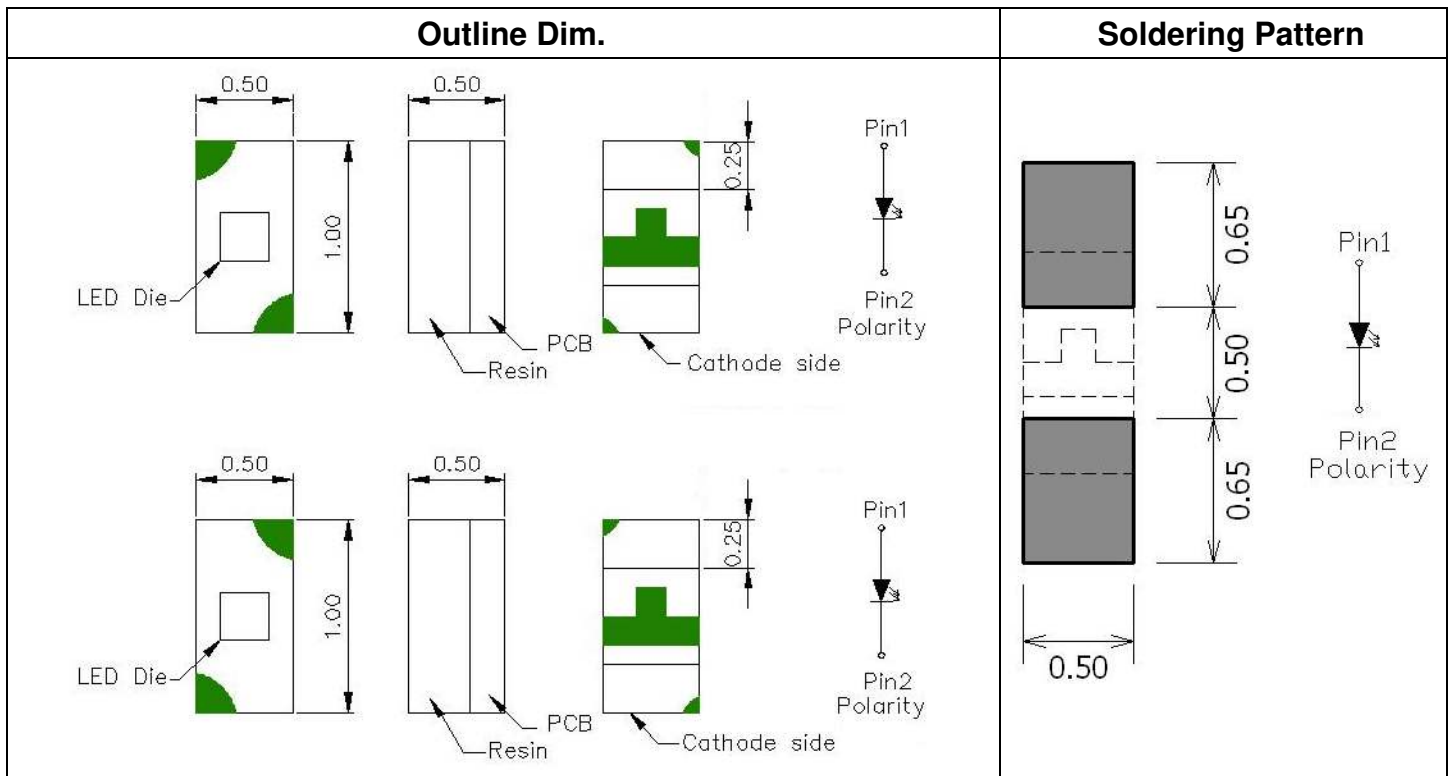 Outline Dim.
Soldering Pattern
0.50
0.50
0.25
1.00
LED Die
Resin
PCB
Cathode side
Pin1
Pin2
Polarity
0.50
0.50
0.25
1.00
LED Die
Resin
PCB
Cathode side
Pin1
Pin2
Polarity
0.65
0.50
0.65
0.50
Pin1
Pin2
Polarity